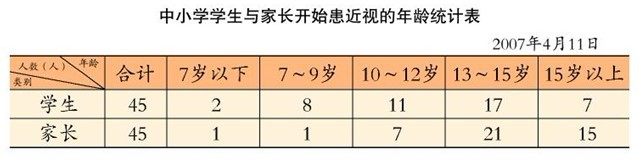 中小学学生与家长开始患近视的年龄统计表
2007年4月11日
人数（人） 年龄 类别 合计 7岁以下 7～9岁 10～12岁 13～15岁 15岁以上
学生 45 2 8 11 17 7
家长 45 1 1 7 21 15